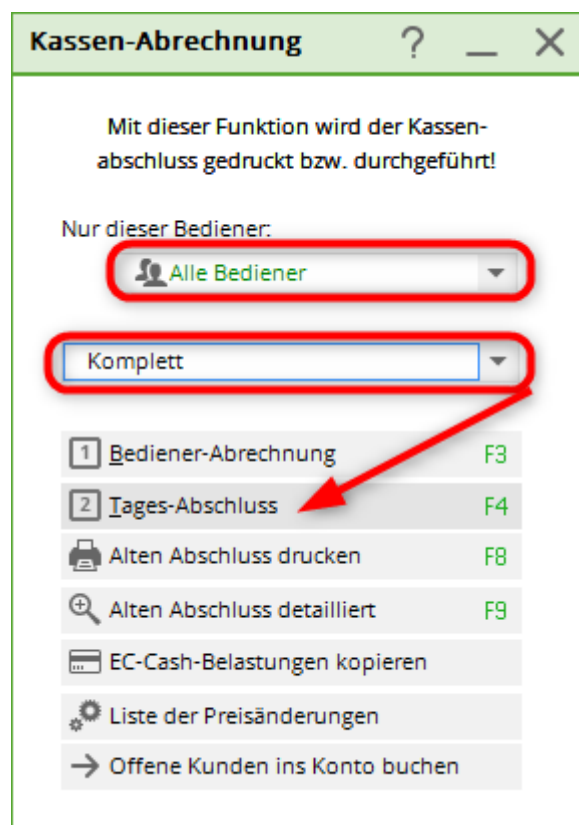 Kassen-Abrechnung ?
Mit dieser Funktion wird der Kassen-
abschluss gedruckt bzw. durchgeführt!
Nur dieser Bediener:
Alle Bediener
Komplett
1 Bediener-Abrechnung F3
2 Tages-Abschluss F4
Alten Abschluss drucken F8
Alten Abschluss detailliert F9
EC-Cash-Belastungen kopieren
Liste der Preisänderungen
Offene Kunden ins Konto buchen